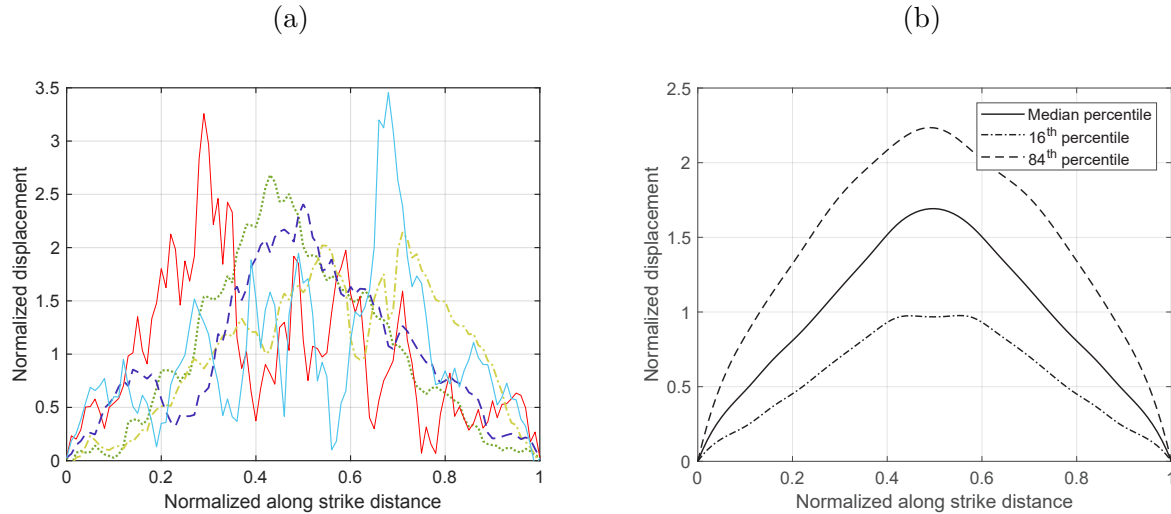 (a)
(b)
3.5
3
2.5
2
1.5
1
0.5
0
0 0.2 0.4 0.6 0.8 1
Normalized along strike distance
Normalized displacement
2.5
2
1.5
1
0.5
0
0 0.2 0.4 0.6 0.8 1
Normalized along strike distance
Normalized displacement
Median percentile
16th percentile
84th percentile